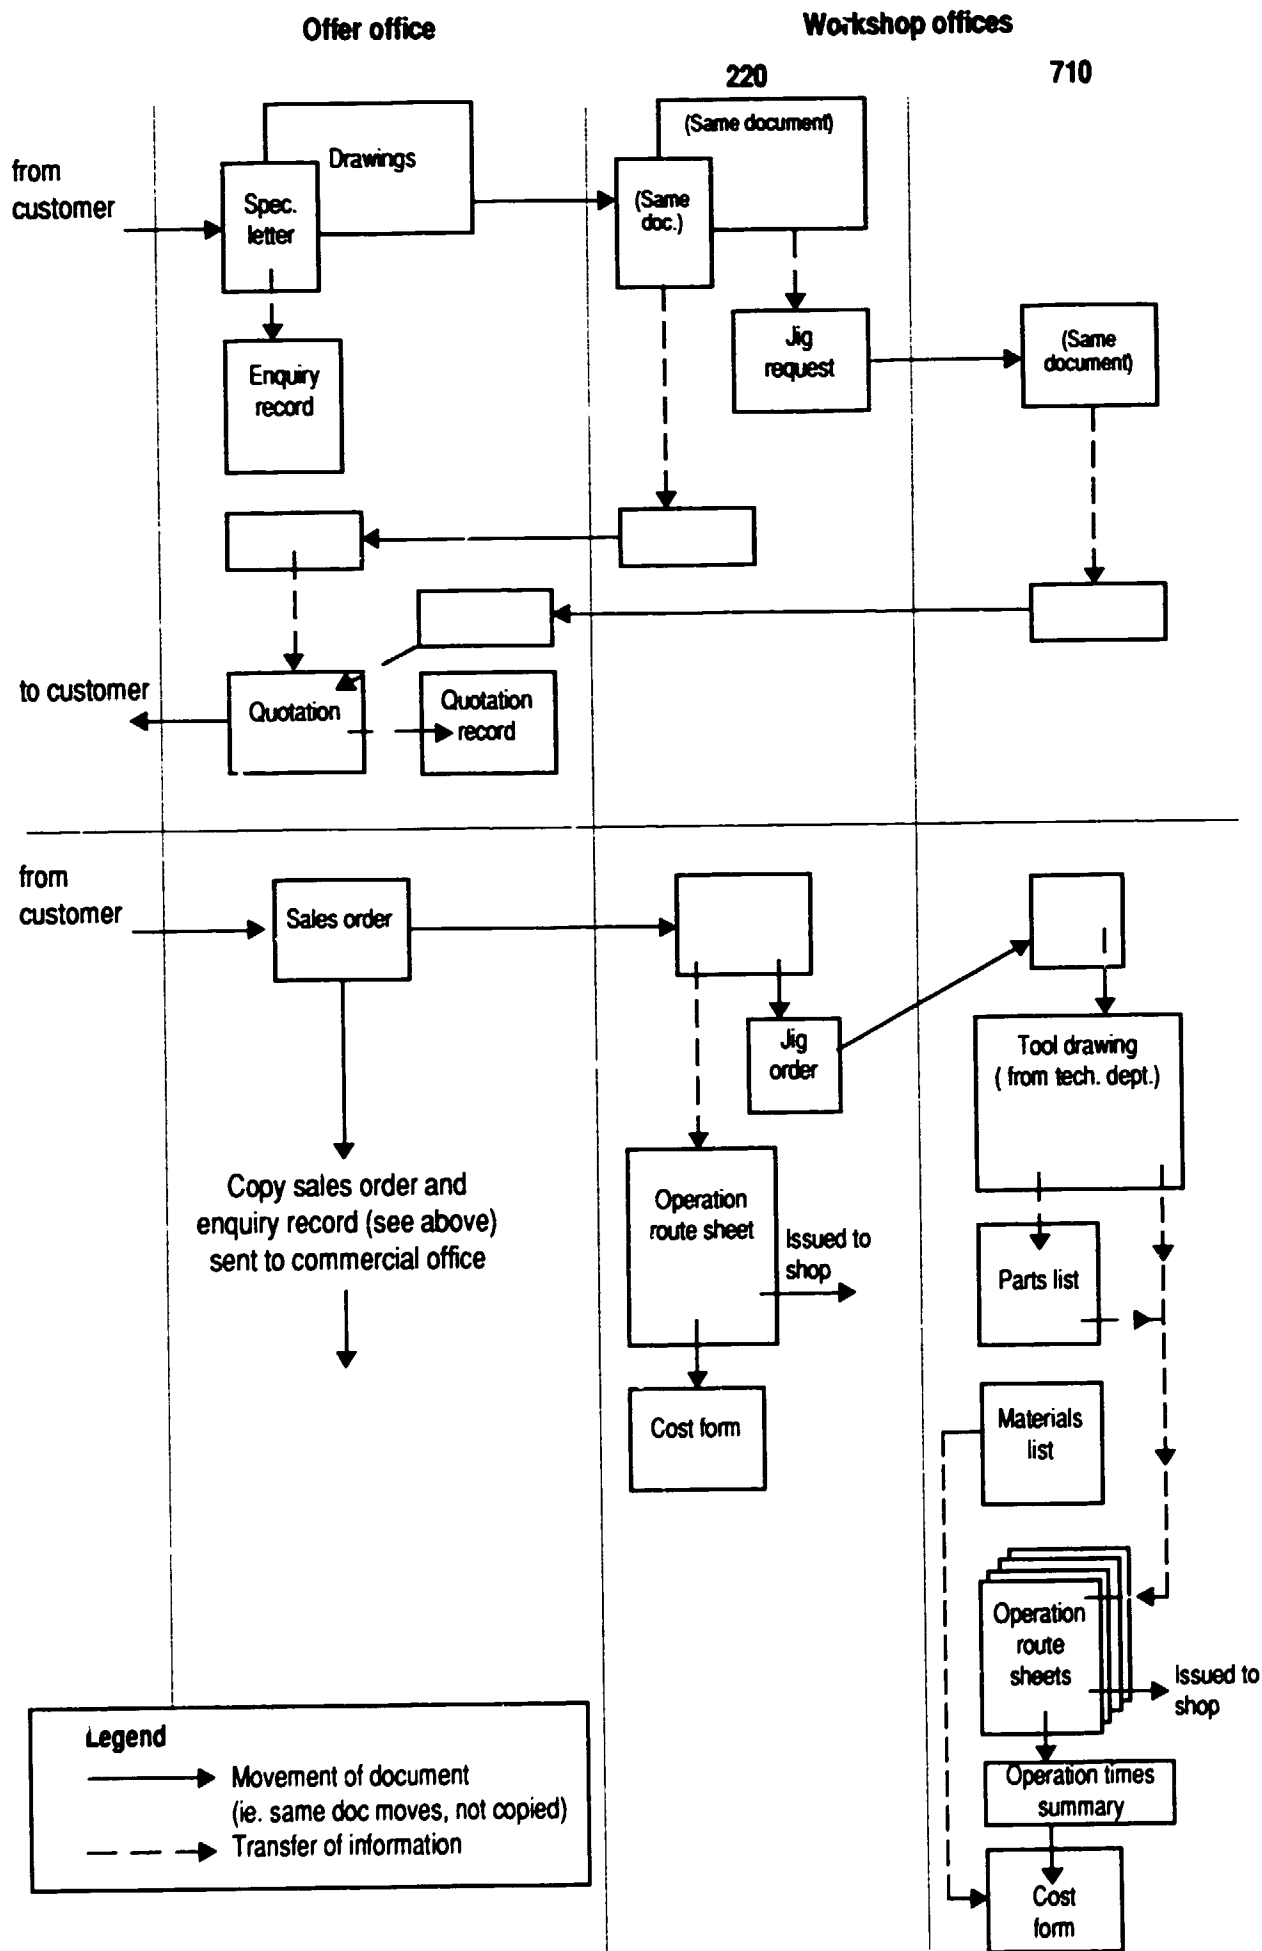 Offer office
Workshop offices
220
710
from
customer
Drawings
Spec.
letter
(Same document)
(Same
doc.)
Enquiry
record
Jig
request
(Same
document)
to customer
Quotation
Quotation
record
from
customer
Sales order
Jig
order
Tool drawing
( from tech. dept.)
Copy sales order and
enquiry record (see above)
sent to commercial office
Operation
route sheet
Issued to
shop
Parts list
Cost form
Materials
list
Operation
route
sheets
Issued to
shop
Operation times
summary
Cost
form
Legend
Movement of document
(ie. same doc moves, not copied)
Transfer of information